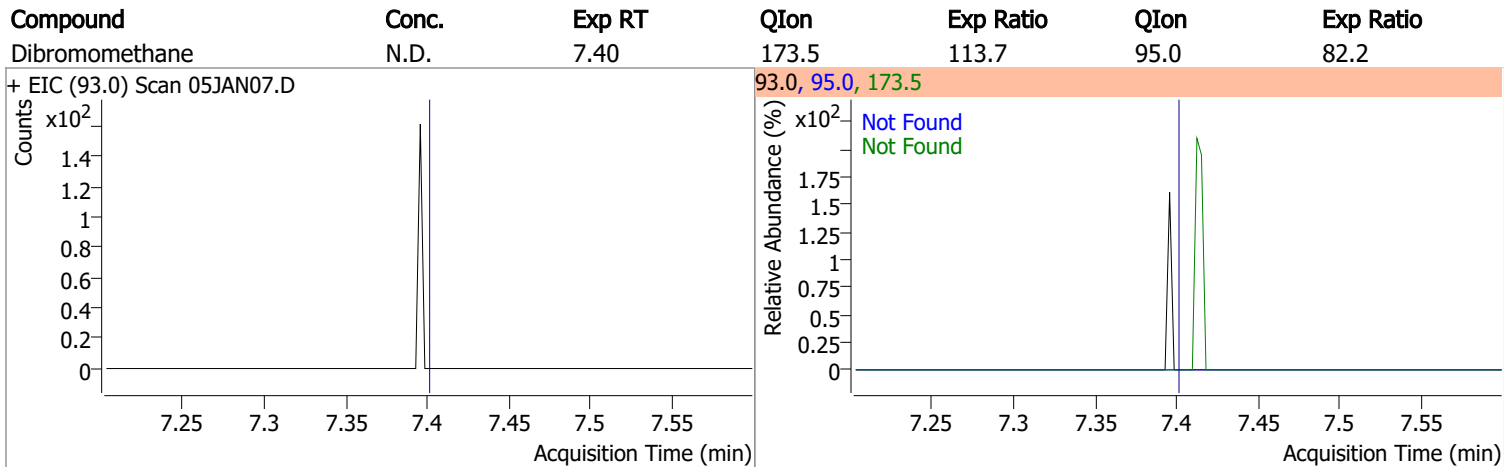 Compound Conc. Exp RT QIon Exp Ratio QIon Exp Ratio
Dibromomethane N.D. 7.40 173.5 113.7 95.0 82.2
+ EIC (93.0) Scan 05JAN07.D
Counts
x10²
1.4
1.2
1
0.8
0.6
0.4
0.2
0
7.25 7.3 7.35 7.4 7.45 7.5 7.55
Acquisition Time (min)
93.0, 95.0, 173.5
Relative Abundance (%)
x10²
Not Found
Not Found
1.75
1.5
1.25
1
0.75
0.5
0.25
0
7.25 7.3 7.35 7.4 7.45 7.5 7.55
Acquisition Time (min)